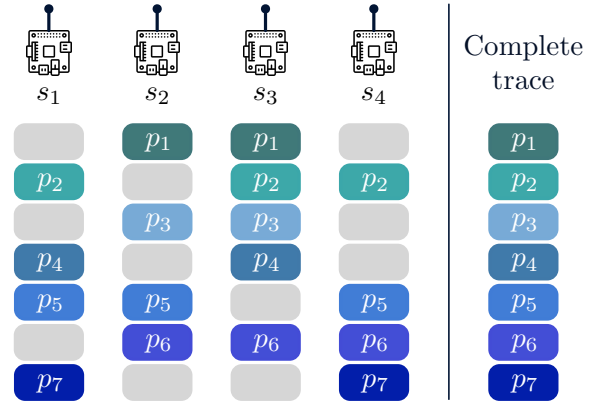 s₁ s₂ s₃ s₄ Complete
trace
p₁ p₁ p₁
p₂ p₂ p₂ p₂
p₃ p₃ p₃
p₄ p₄ p₄
p₅ p₅ p₅ p₅
p₆ p₆ p₆ p₆
p₇ p₇ p₇